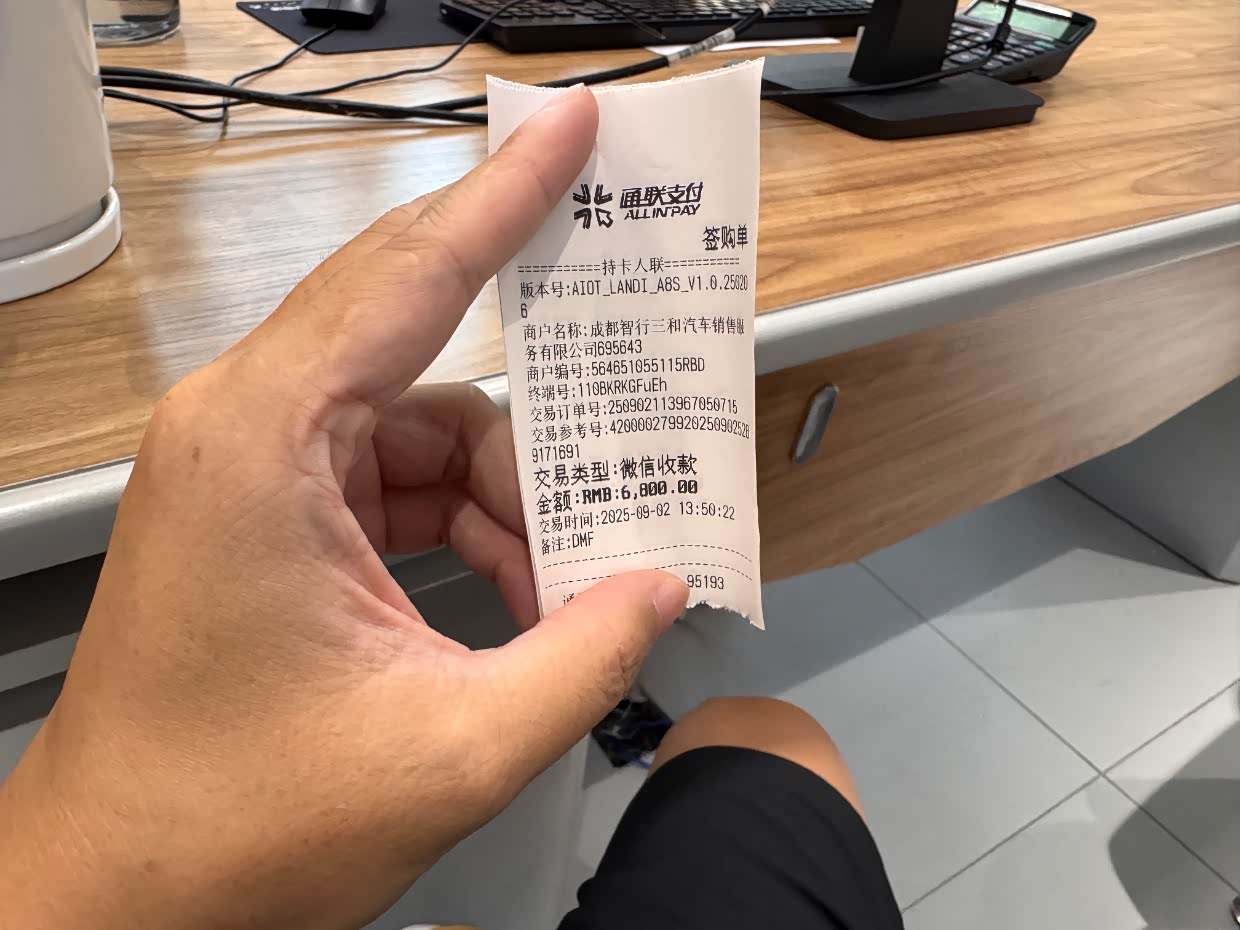 通联支付
ALLINPAY
签购单
===========持卡人联===========
版本号:AIOT_LANDI_A8S_V1.0.25020
6
商户名称:成都智行三和汽车销售服
务有限公司695643
商户编号:564651055115RBD
终端号:110BKRKGFuEh
交易订单号:250902113967050715
交易参考号:420000279920250902528
9171691
交易类型:微信收款
金额:RMB:6,800.00
交易时间:2025-09-02 13:50:22
备注:DMF
95193